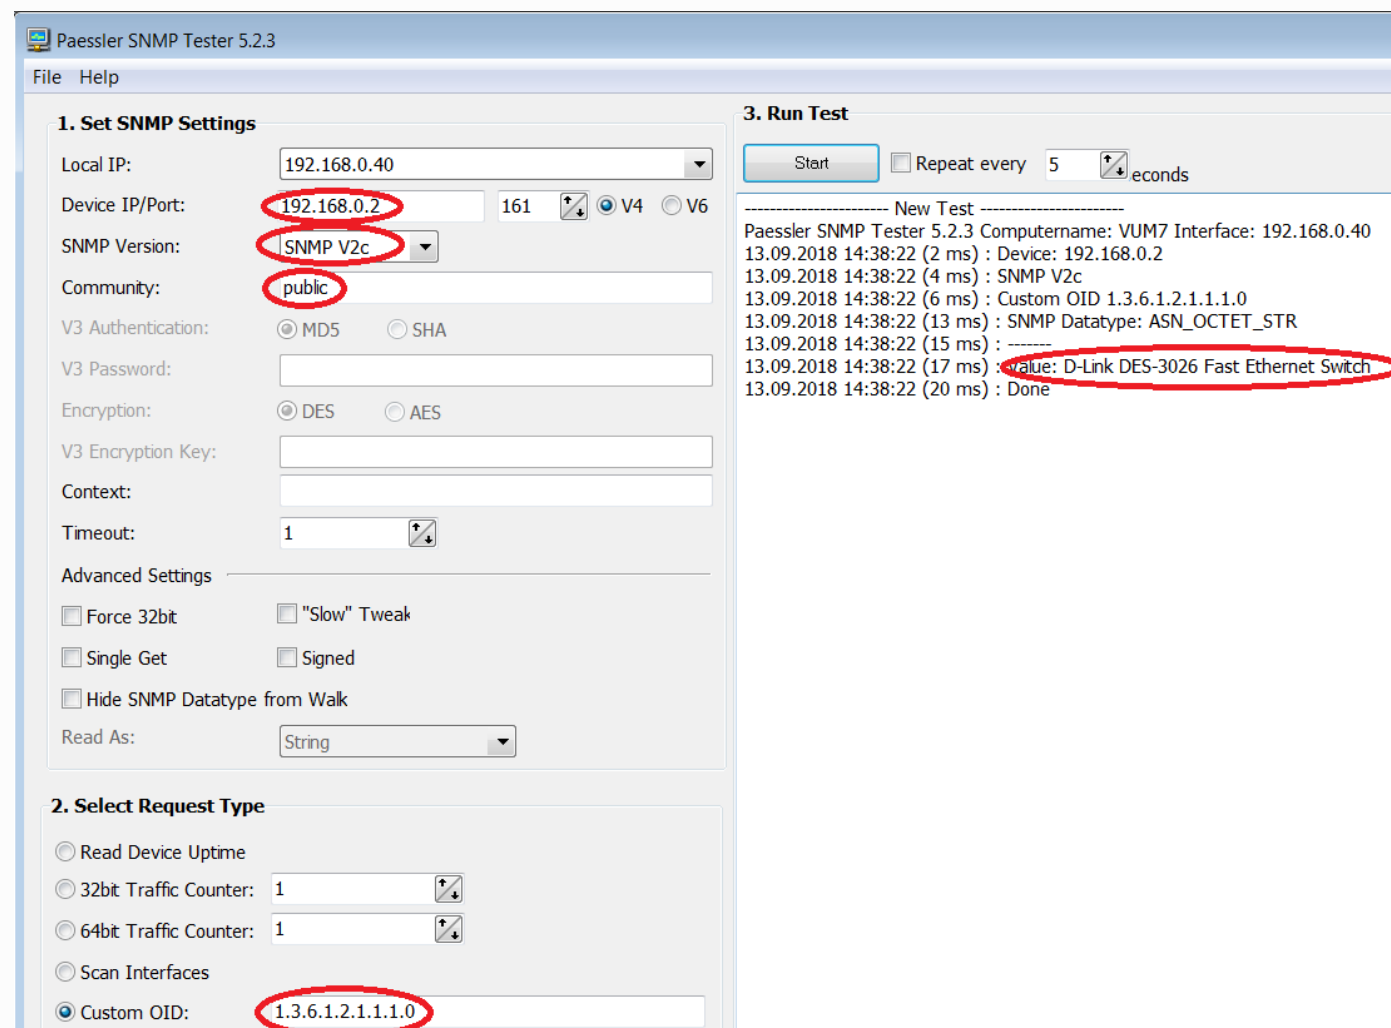 Paessler SNMP Tester 5.2.3
File Help
1. Set SNMP Settings
Local IP: 192.168.0.40
Device IP/Port: 192.168.0.2 161 V4 V6
SNMP Version: SNMP V2c
Community: public
V3 Authentication: MD5 SHA
V3 Password:
Encryption: DES AES
V3 Encryption Key:
Context:
Timeout: 1
Advanced Settings
Force 32bit "Slow" Tweak
Single Get Signed
Hide SNMP Datatype from Walk
Read As: String
2. Select Request Type
Read Device Uptime
32bit Traffic Counter: 1
64bit Traffic Counter: 1
Scan Interfaces
Custom OID: 1.3.6.1.2.1.1.1.0
3. Run Test
Start Repeat every 5 econds
----------------------- New Test -----------------------
Paessler SNMP Tester 5.2.3 Computername: VUM7 Interface: 192.168.0.40
13.09.2018 14:38:22 (2 ms) : Device: 192.168.0.2
13.09.2018 14:38:22 (4 ms) : SNMP V2c
13.09.2018 14:38:22 (6 ms) : Custom OID 1.3.6.1.2.1.1.1.0
13.09.2018 14:38:22 (13 ms) : SNMP Datatype: ASN_OCTET_STR
13.09.2018 14:38:22 (15 ms) : -------
13.09.2018 14:38:22 (17 ms) : Value: D-Link DES-3026 Fast Ethernet Switch
13.09.2018 14:38:22 (20 ms) : Done